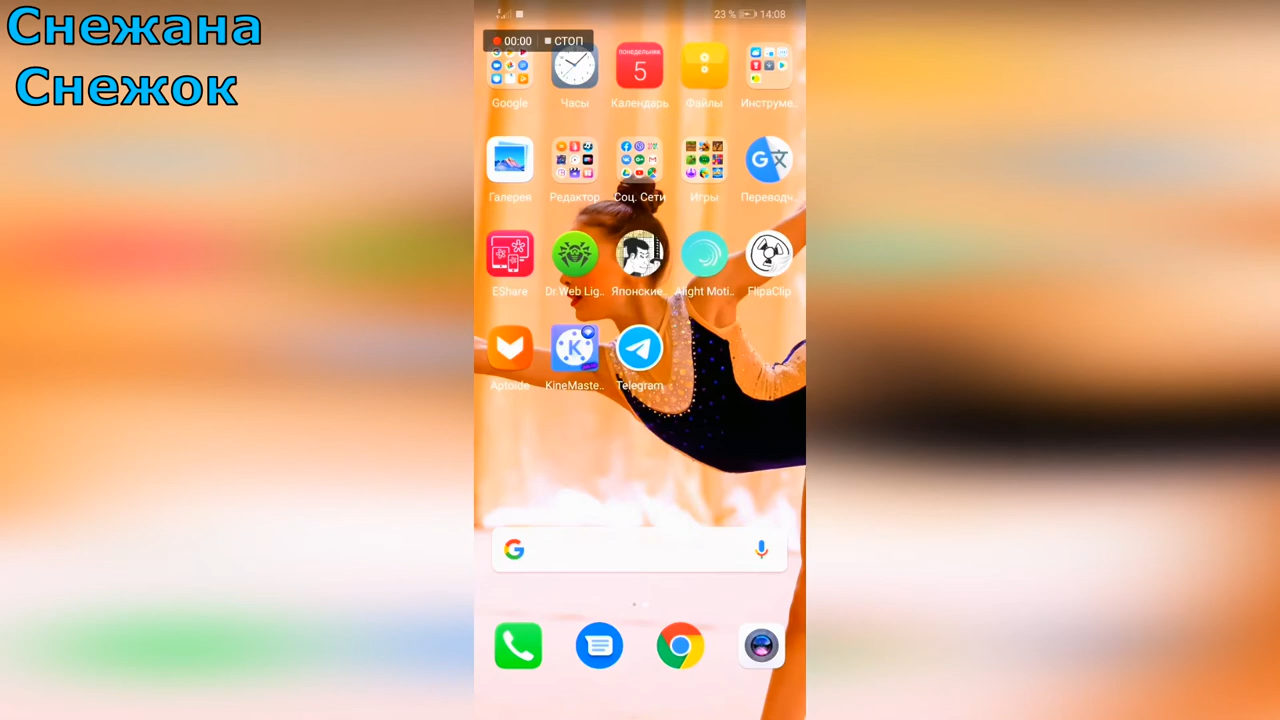 Снежана
Снежок
23 % 14:08
00:00 СТОП
ПОНЕДЕЛЬНИК
5
Google Часы Календарь Файлы Инструме..
Галерея Редактор Соц. Сети Игры Переводч..
EShare Dr.Web Lig.. Японские.. Alight Moti.. FlipaClip
Aptoide KineMaste.. Telegram